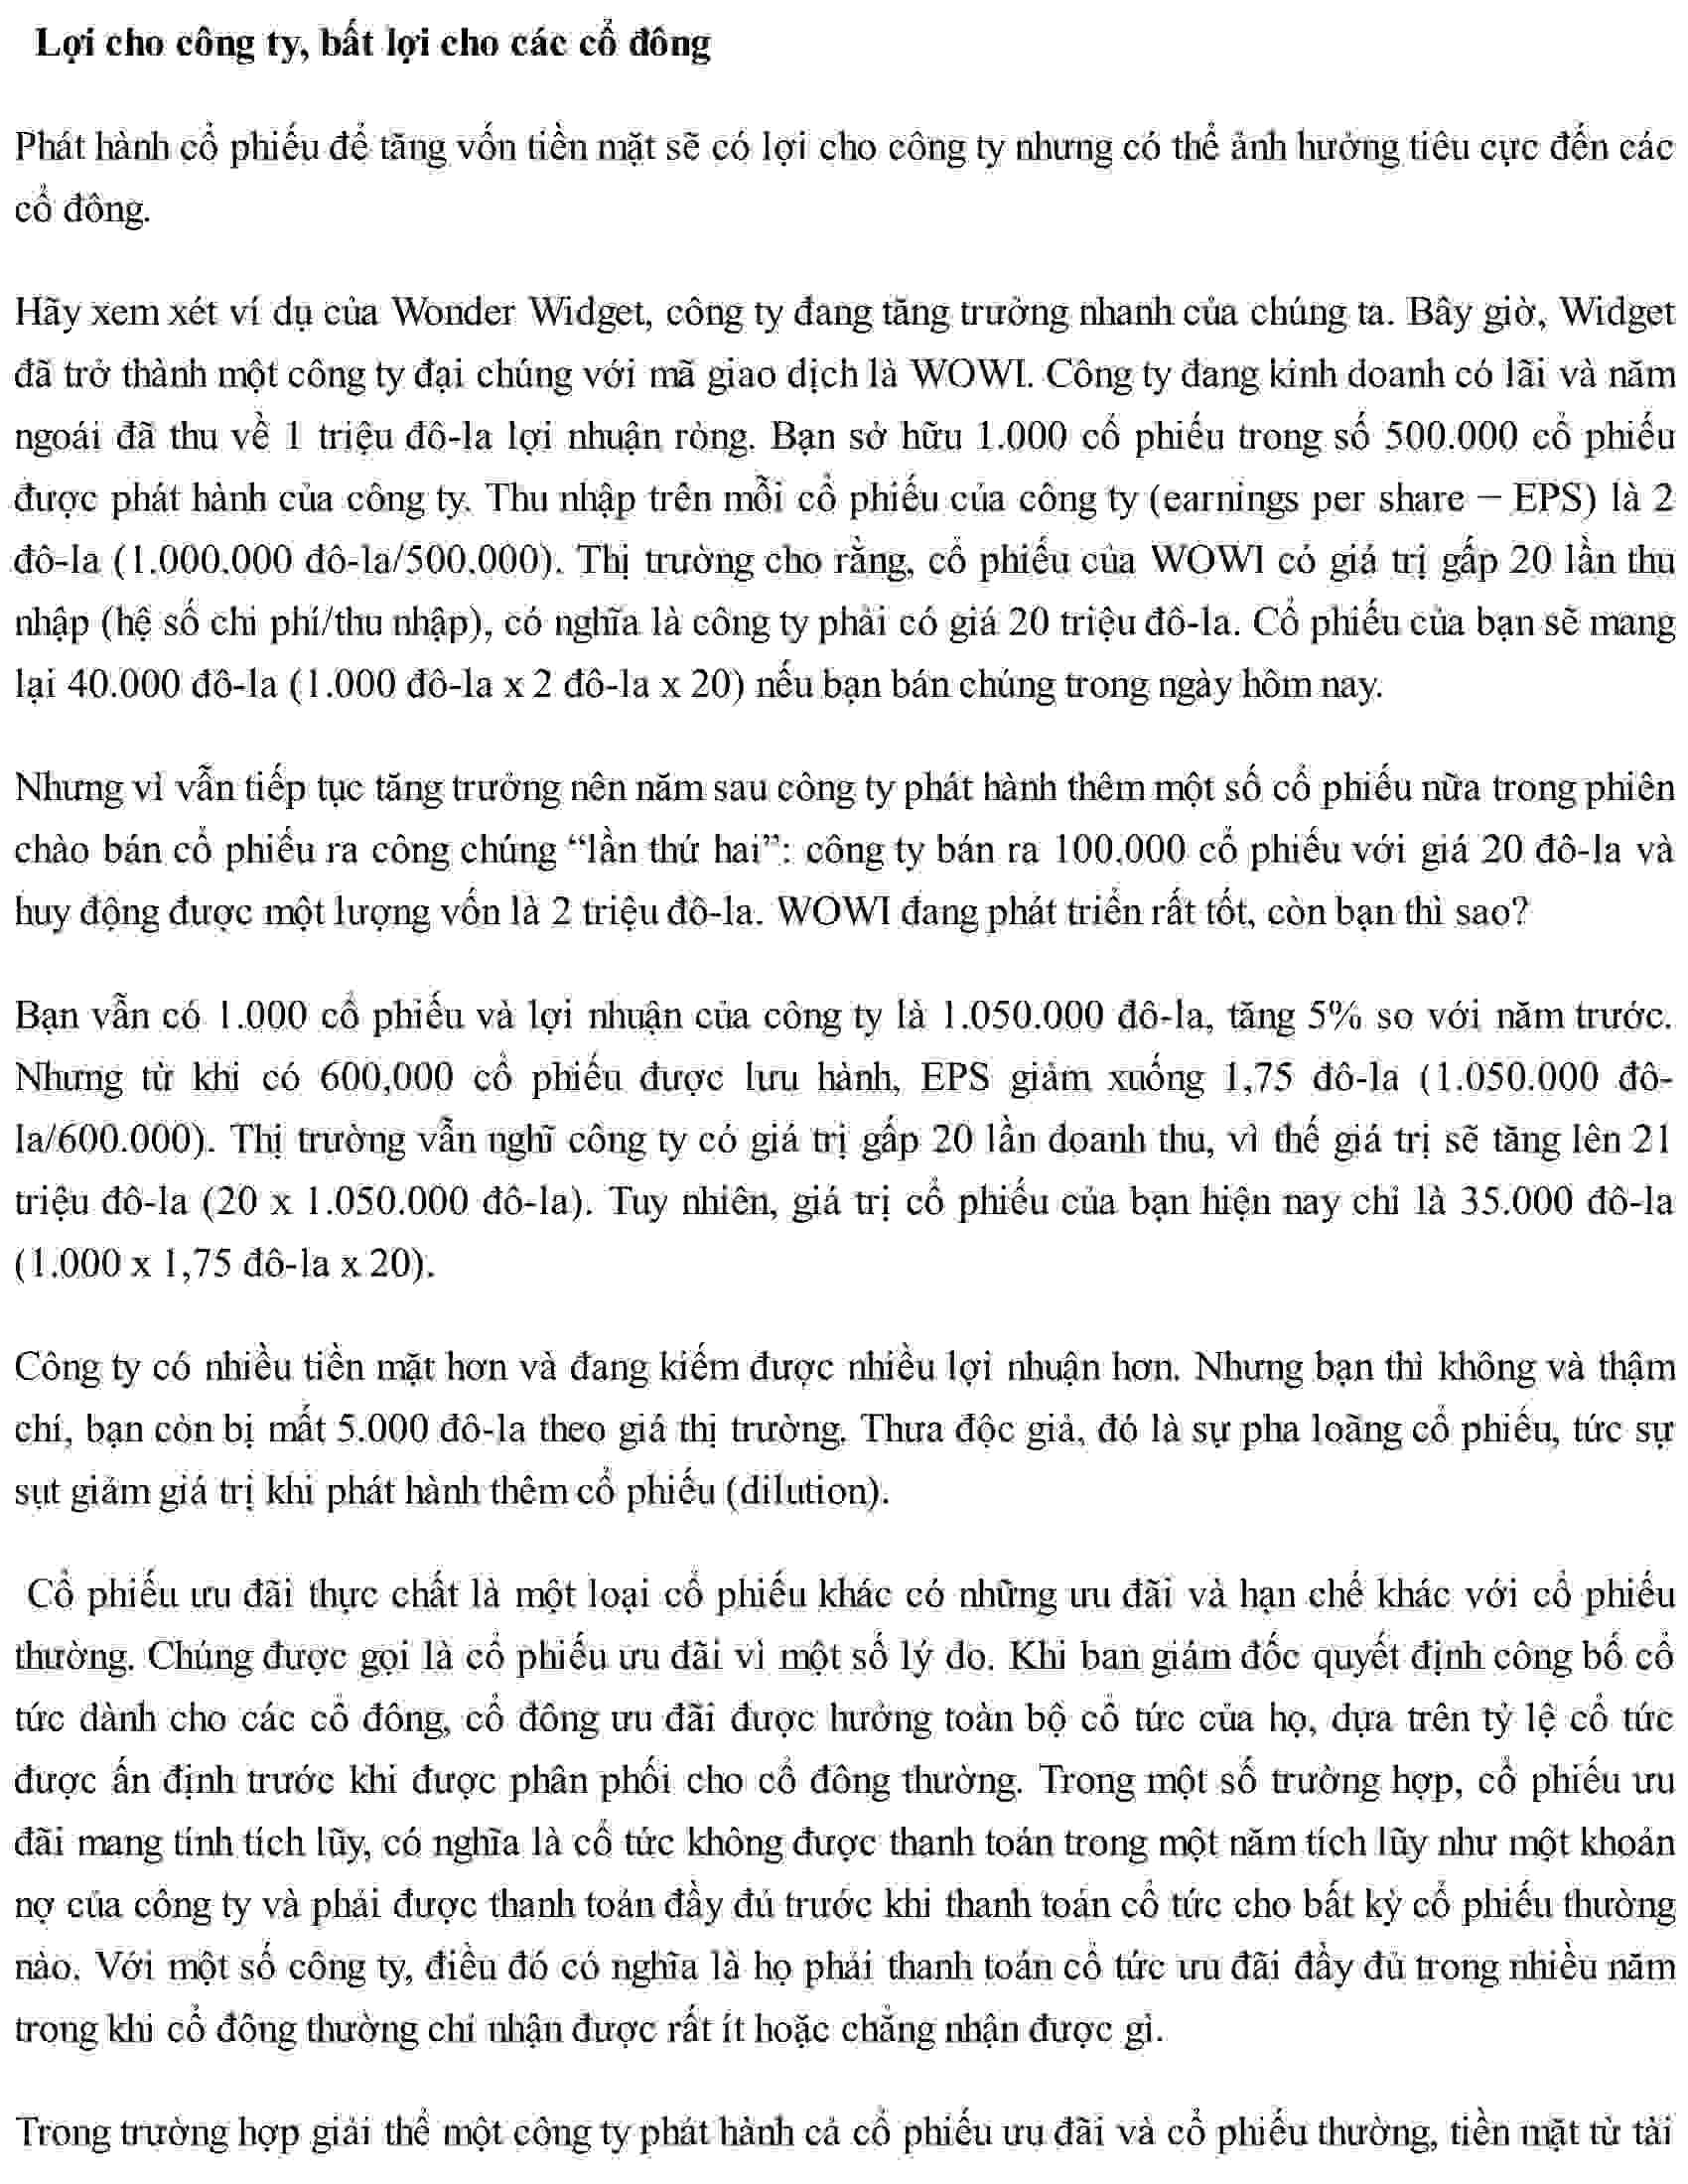 Lợi cho công ty, bất lợi cho các cổ đông
Phát hành cổ phiếu để tăng vốn tiền mặt sẽ có lợi cho công ty nhưng có thể ảnh hưởng tiêu cực đến các
cổ đông.
Hãy xem xét ví dụ của Wonder Widget, công ty đang tăng trưởng nhanh của chúng ta. Bây giờ, Widget
đã trở thành một công ty đại chúng với mã giao dịch là WOWI. Công ty đang kinh doanh có lãi và năm
ngoái đã thu về 1 triệu đô-la lợi nhuận ròng. Bạn sở hữu 1.000 cổ phiếu trong số 500.000 cổ phiếu
được phát hành của công ty. Thu nhập trên mỗi cổ phiếu của công ty (earnings per share – EPS) là 2
đô-la (1.000.000 đô-la/500.000). Thị trường cho rằng, cổ phiếu của WOWI có giá trị gấp 20 lần thu
nhập (hệ số chi phí/thu nhập), có nghĩa là công ty phải có giá 20 triệu đô-la. Cổ phiếu của bạn sẽ mang
lại 40.000 đô-la (1.000 đô-la x 2 đô-la x 20) nếu bạn bán chúng trong ngày hôm nay.
Nhưng vì vẫn tiếp tục tăng trưởng nên năm sau công ty phát hành thêm một số cổ phiếu nữa trong phiên
chào bán cổ phiếu ra công chúng “lần thứ hai”: công ty bán ra 100.000 cổ phiếu với giá 20 đô-la và
huy động được một lượng vốn là 2 triệu đô-la. WOWI đang phát triển rất tốt, còn bạn thì sao?
Bạn vẫn có 1.000 cổ phiếu và lợi nhuận của công ty là 1.050.000 đô-la, tăng 5% so với năm trước.
Nhưng từ khi có 600,000 cổ phiếu được lưu hành, EPS giảm xuống 1,75 đô-la (1.050.000 đô-
la/600.000). Thị trường vẫn nghĩ công ty có giá trị gấp 20 lần doanh thu, vì thế giá trị sẽ tăng lên 21
triệu đô-la (20 x 1.050.000 đô-la). Tuy nhiên, giá trị cổ phiếu của bạn hiện nay chỉ là 35.000 đô-la
(1.000 x 1,75 đô-la x 20).
Công ty có nhiều tiền mặt hơn và đang kiếm được nhiều lợi nhuận hơn. Nhưng bạn thì không và thậm
chí, bạn còn bị mất 5.000 đô-la theo giá thị trường. Thưa độc giả, đó là sự pha loãng cổ phiếu, tức sự
sụt giảm giá trị khi phát hành thêm cổ phiếu (dilution).
Cổ phiếu ưu đãi thực chất là một loại cổ phiếu khác có những ưu đãi và hạn chế khác với cổ phiếu
thường. Chúng được gọi là cổ phiếu ưu đãi vì một số lý do. Khi ban giám đốc quyết định công bố cổ
tức dành cho các cổ đông, cổ đông ưu đãi được hưởng toàn bộ cổ tức của họ, dựa trên tỷ lệ cổ tức
được ấn định trước khi được phân phối cho cổ đông thường. Trong một số trường hợp, cổ phiếu ưu
đãi mang tính tích lũy, có nghĩa là cổ tức không được thanh toán trong một năm tích lũy như một khoản
nợ của công ty và phải được thanh toán đầy đủ trước khi thanh toán cổ tức cho bất kỳ cổ phiếu thường
nào. Với một số công ty, điều đó có nghĩa là họ phải thanh toán cổ tức ưu đãi đầy đủ trong nhiều năm
trong khi cổ đông thường chỉ nhận được rất ít hoặc chẳng nhận được gì.
Trong trường hợp giải thể một công ty phát hành cả cổ phiếu ưu đãi và cổ phiếu thường, tiền mặt từ tài